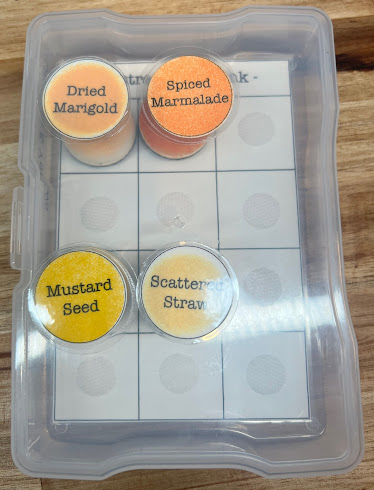 Dried
Marigold
Spiced
Marmalade
Mustard
Seed
Scattered
Straw